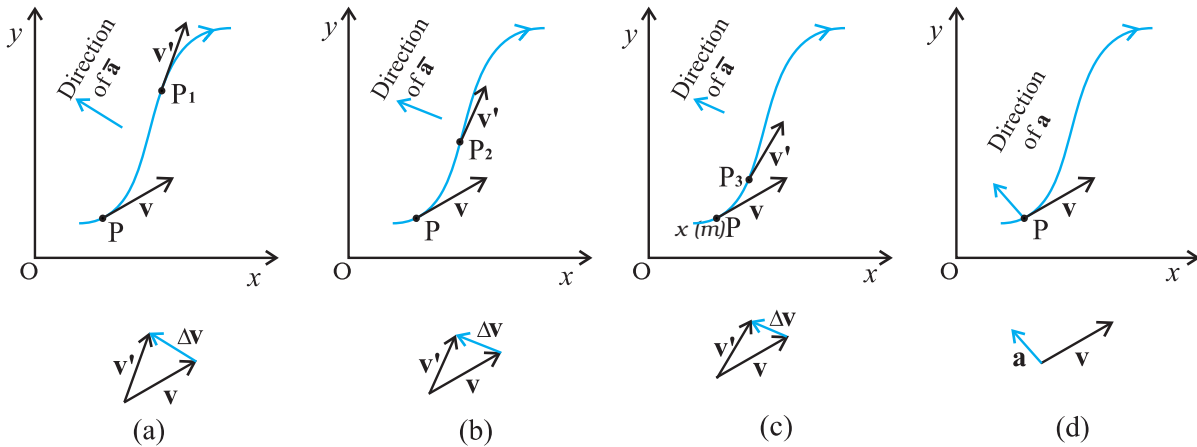 y
Direction
of a̅
v'
P₁
v
P
O
x
Δv
v'
v
(a)
y
Direction
of a̅
v'
P₂
v
P
O
x
Δv
v'
v
(b)
y
Direction
of a̅
v'
P₃
v
x (m)P
O
x
Δv
v'
v
(c)
y
Direction
of a
v
P
O
x
a
v
(d)